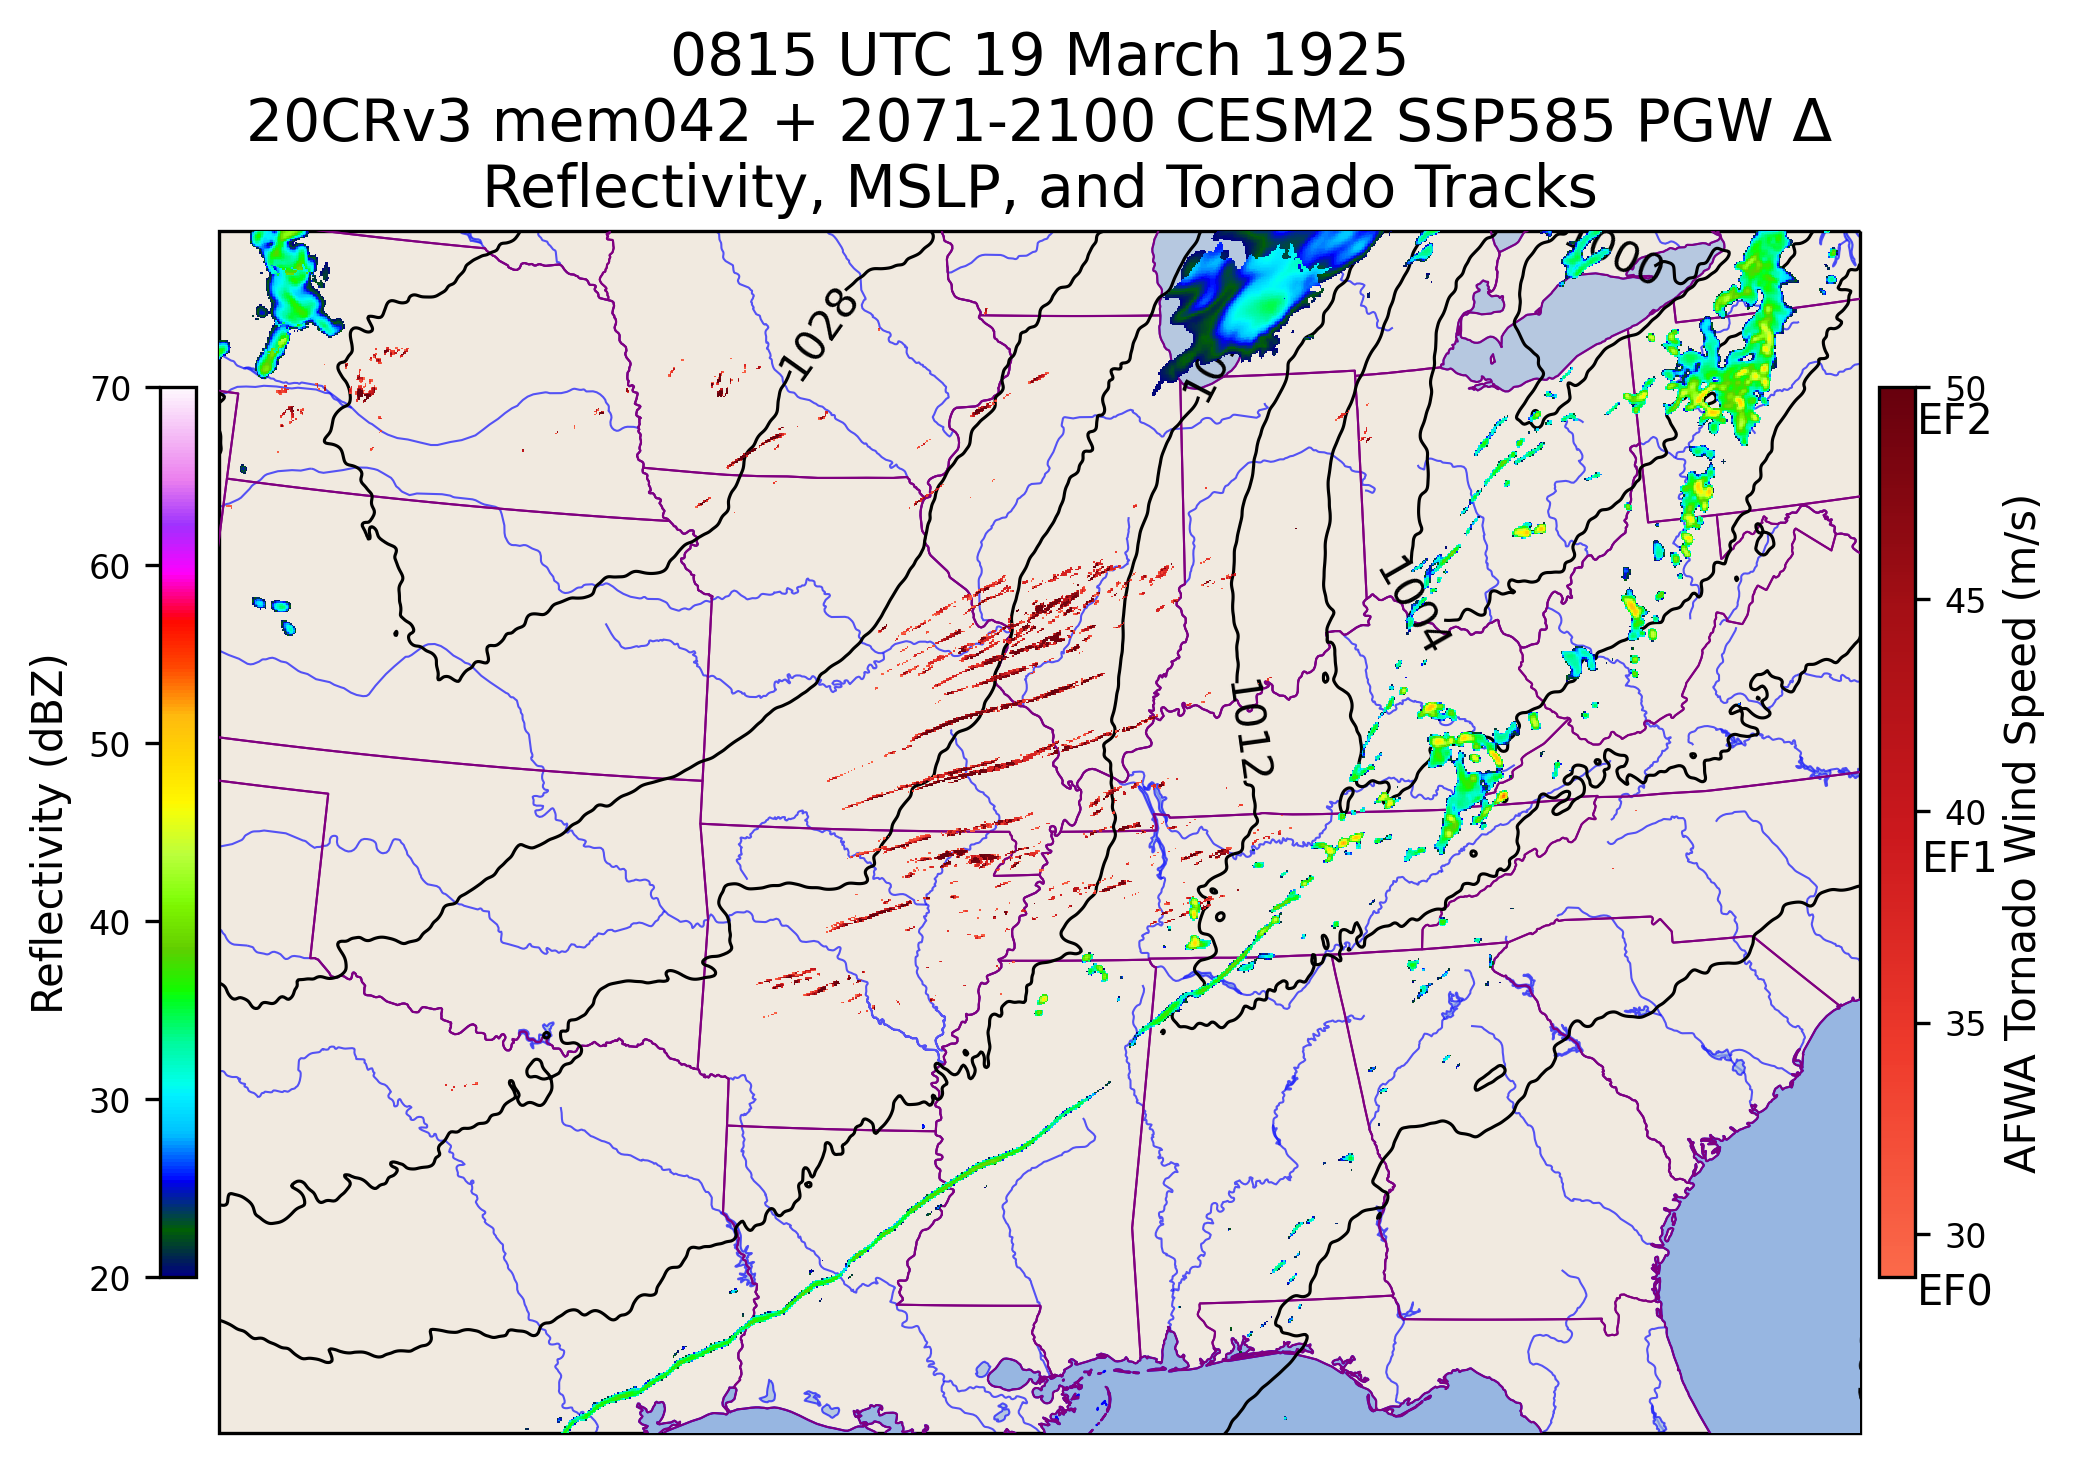 0815 UTC 19 March 1925
20CRv3 mem042 + 2071-2100 CESM2 SSP585 PGW Δ
Reflectivity, MSLP, and Tornado Tracks
1028
1004
1012
70
60
50
40
30
20
Reflectivity (dBZ)
50
EF2
45
40
EF1
35
30
EF0
AFWA Tornado Wind Speed (m/s)